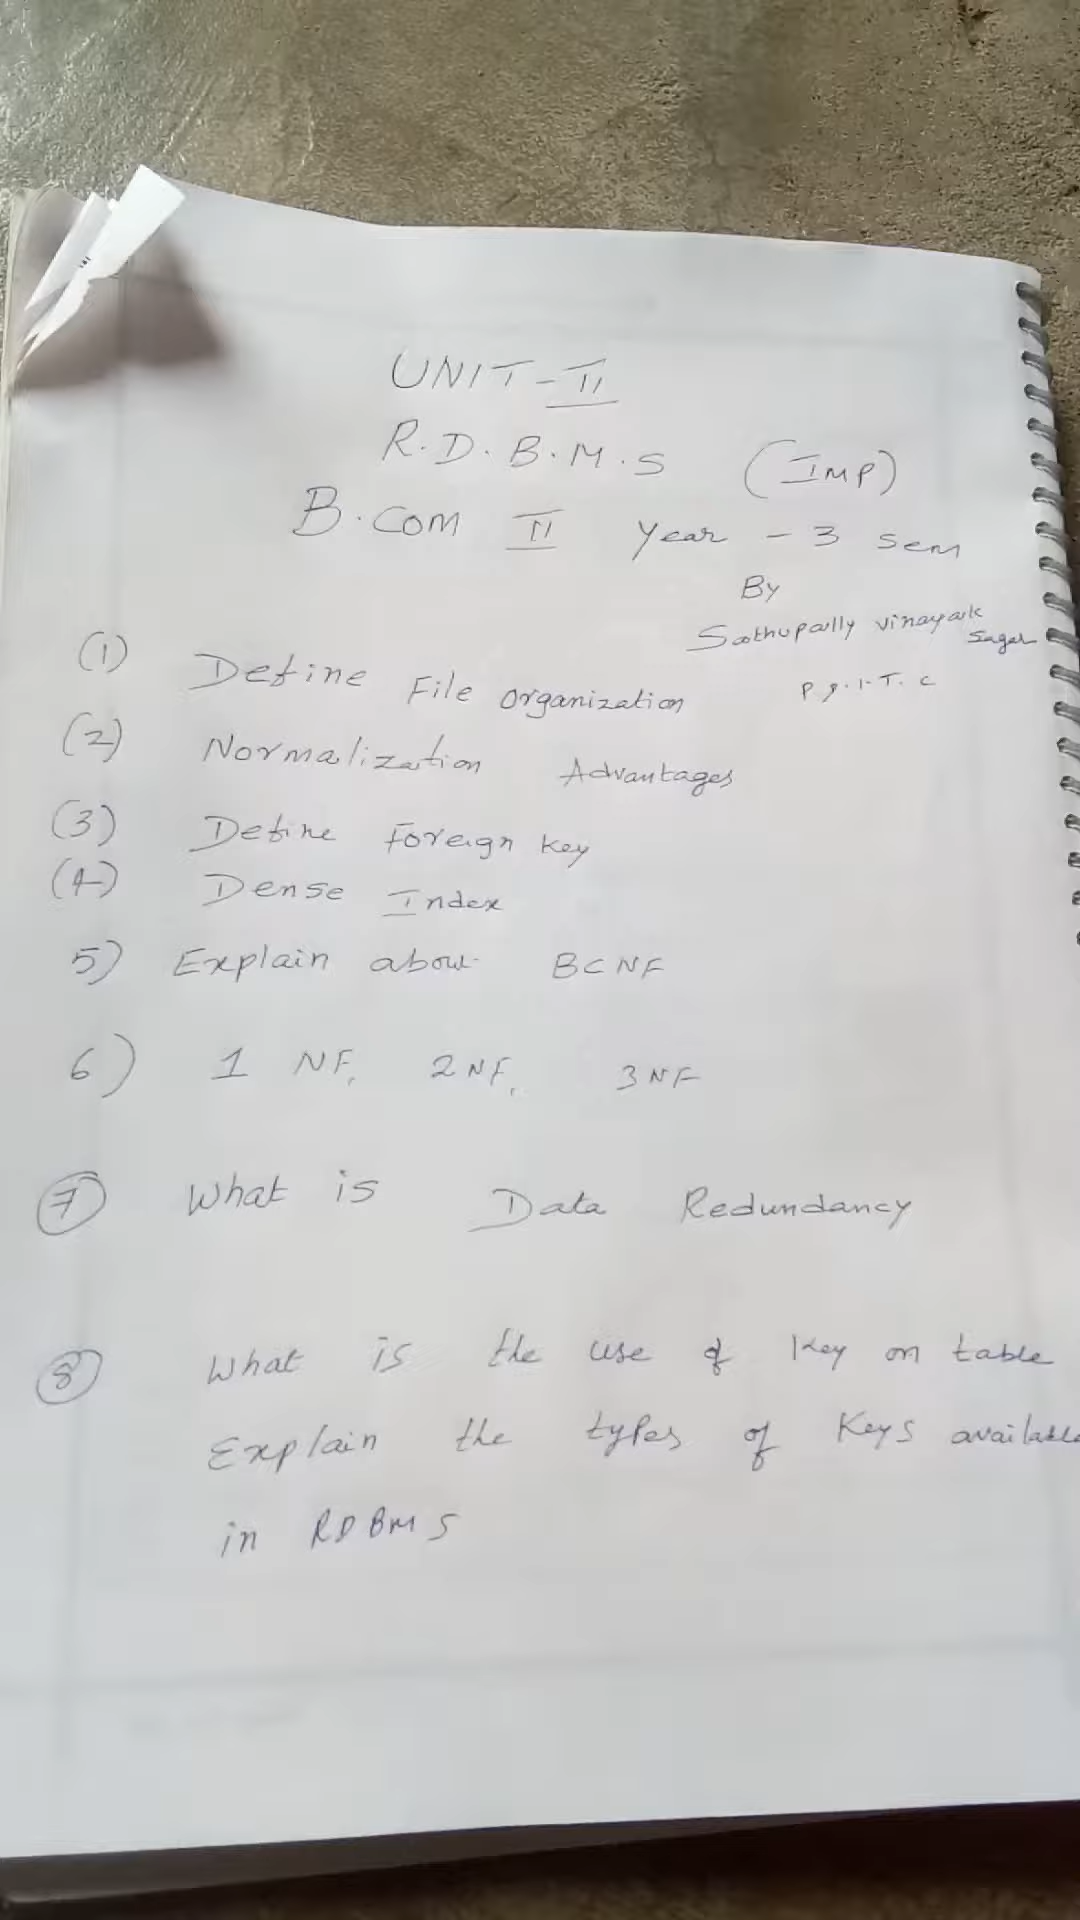 UNIT-II
R.D.B.M.S (IMP)
B.COM II Year - 3 sem
By
Sathupally vinayak
Sagar
P.g.I.T.C
(1) Define File organization
(2) Normalization Advantages
(3) Define Foreign Key
(4) Dense Index
5) Explain about BCNF
6) 1 NF, 2NF, 3NF
7 What is Data Redundancy
8 What is the use of Key on table
Explain the types of Keys available
in RDBMS